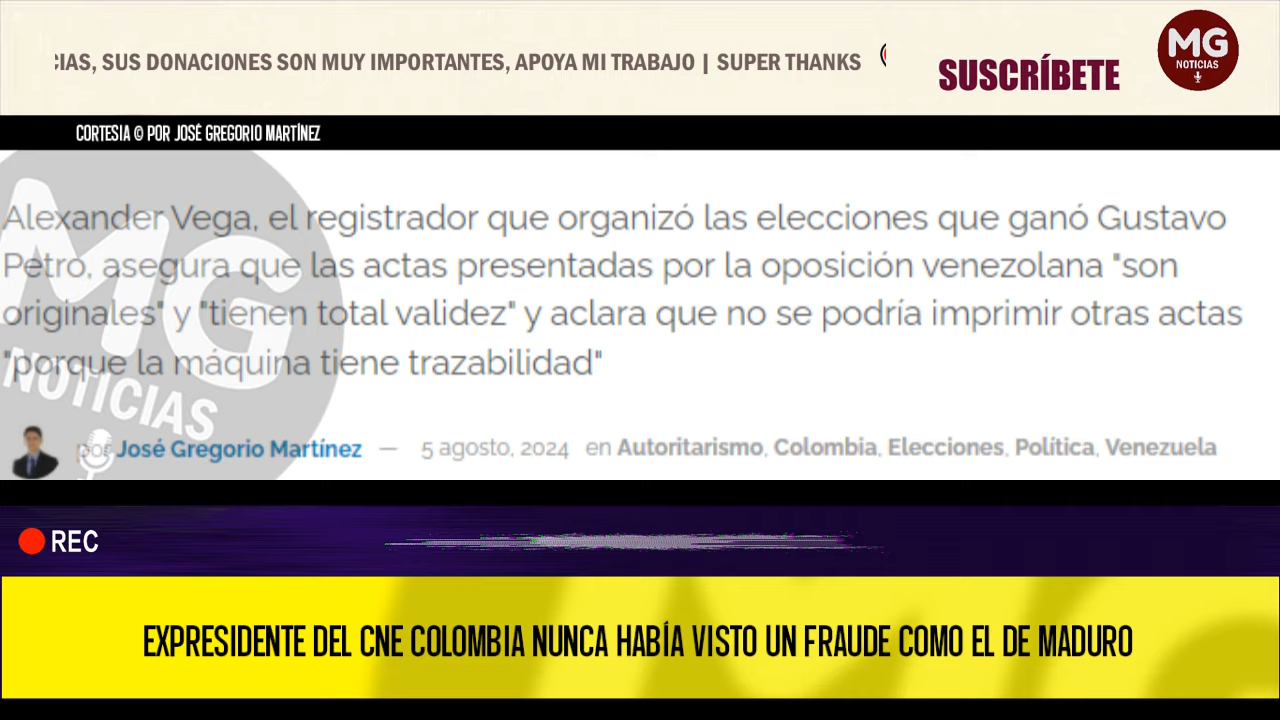 :IAS, SUS DONACIONES SON MUY IMPORTANTES, APOYA MI TRABAJO | SUPER THANKS
SUSCRÍBETE
MG
NOTICIAS
CORTESIA © POR JOSÉ GREGORIO MARTÍNEZ
Alexander Vega, el registrador que organizó las elecciones que ganó Gustavo
Petro, asegura que las actas presentadas por la oposición venezolana "son
originales" y "tienen total validez" y aclara que no se podría imprimir otras actas
"porque la máquina tiene trazabilidad"
MG
NOTICIAS
por José Gregorio Martínez — 5 agosto, 2024 en Autoritarismo, Colombia, Elecciones, Política, Venezuela
REC
EXPRESIDENTE DEL CNE COLOMBIA NUNCA HABÍA VISTO UN FRAUDE COMO EL DE MADURO